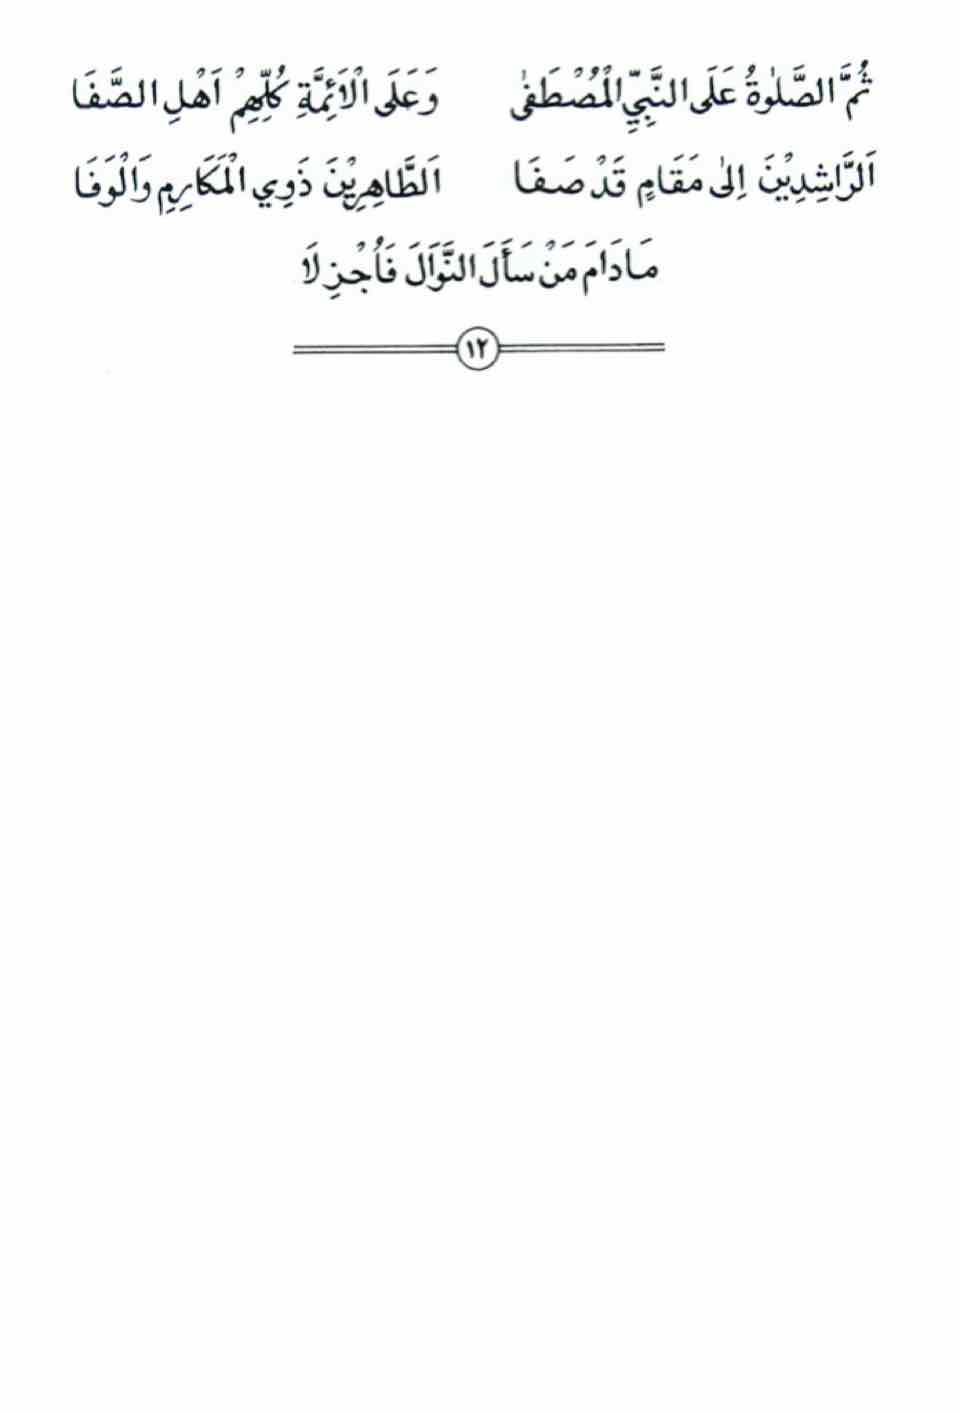 ثُمَّ الصَّلٰوةُ عَلَى النَّبِيِّ الْمُصْطَفٰى وَعَلَى الْاَئِمَّةِ كُلِّهِمْ اَهْلِ الصَّفَا
اَلرَّاشِدِيْنَ اِلٰى مَقَامٍ قَدْ صَفَا اَلطَّاهِرِيْنَ ذَوِي الْمَكَارِمِ وَالْوَفَا
مَادَامَ مَنْ سَأَلَ النَّوَالَ فَاُجْزِلَا
١٢